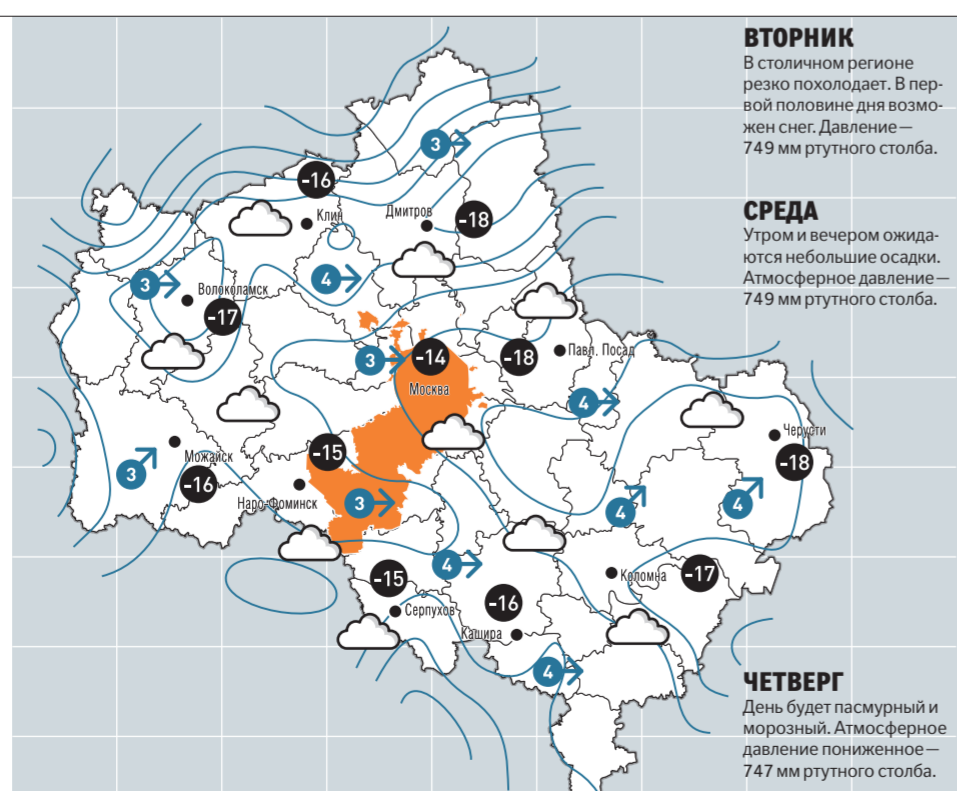 ВТОРНИК
В столичном регионе
резко похолодает. В пер-
вой половине дня возмо-
жен снег. Давление —
749 мм ртутного столба.
СРЕДА
Утром и вечером ожида-
ются небольшие осадки.
Атмосферное давление —
749 мм ртутного столба.
ЧЕТВЕРГ
День будет пасмурный и
морозный. Атмосферное
давление пониженное —
747 мм ртутного столба.
3
-16
Клин
Дмитров
-18
4
3
Волоколамск
-17
3
-14
Москва
-18
Павл. Посад
4
Черусти
-18
Можайск
3
-16
-15
Наро-Фоминск
3
4
4
4
-15
Серпухов
-16
Кашира
Коломна
-17
4